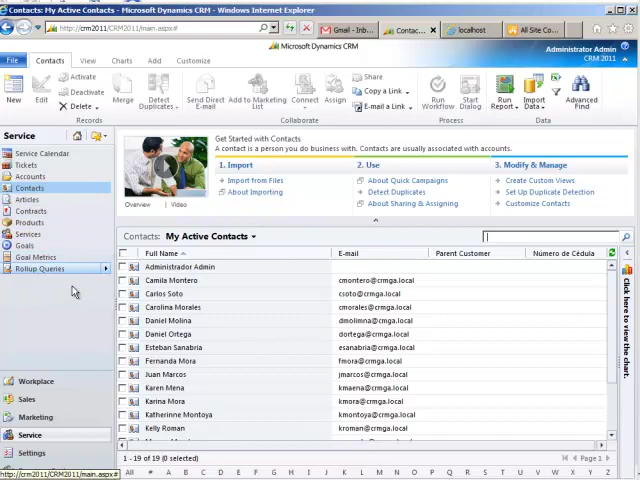 Contacts: My Active Contacts - Microsoft Dynamics CRM - Windows Internet Explorer
http://crm2011/CRM2011/main.aspx#
Gmail - Inb...
Contac...
localhost
All Site Co...
Microsoft Dynamics CRM
Administrator Admin
CRM 2011
File
Contacts
View
Charts
Add
Customize
New
Edit
Activate
Deactivate
Delete
Merge
Detect Duplicates
Send Direct E-mail
Add to Marketing List
Connect
Assign
Share
Copy a Link
E-mail a Link
Run Workflow
Start Dialog
Run Report
Import Data
Advanced Find
Records
Collaborate
Process
Data
Service
Service Calendar
Tickets
Accounts
Contacts
Articles
Contracts
Products
Services
Goals
Goal Metrics
Rollup Queries
Workplace
Sales
Marketing
Service
Settings
Get Started with Contacts
A contact is a person you do business with. Contacts are usually associated with accounts.
Overview | Video
1. Import
Import from Files
About Importing
2. Use
About Quick Campaigns
Detect Duplicates
About Sharing & Assigning
3. Modify & Manage
Create Custom Views
Set Up Duplicate Detection
Customize Contacts
Contacts: My Active Contacts
Full Name E-mail Parent Customer Número de Cédula
Administrador Admin
Camila Montero cmontero@crmga.local
Carlos Soto csoto@crmga.local
Carolina Morales cmorales@crmga.local
Daniel Molina dmolimna@crmga.local
Daniel Ortega dortega@crmga.local
Esteban Sanabria esanabria@crmga.local
Fernanda Mora fmora@crmga.local
Juan Marcos jmarcos@crmga.local
Karen Mena kmaena@crmga.local
Karina Mora kmora@crmga.local
Katherinne Montoya kmontoya@crmga.local
Kelly Roman kroman@crmga.local
Click here to view the chart.
1 - 19 of 19 (0 selected)
Page 1
All # A B C D E F G H I J K L M N O P Q R S T U V W X Y Z
http://crm2011/CRM2011/main.aspx#